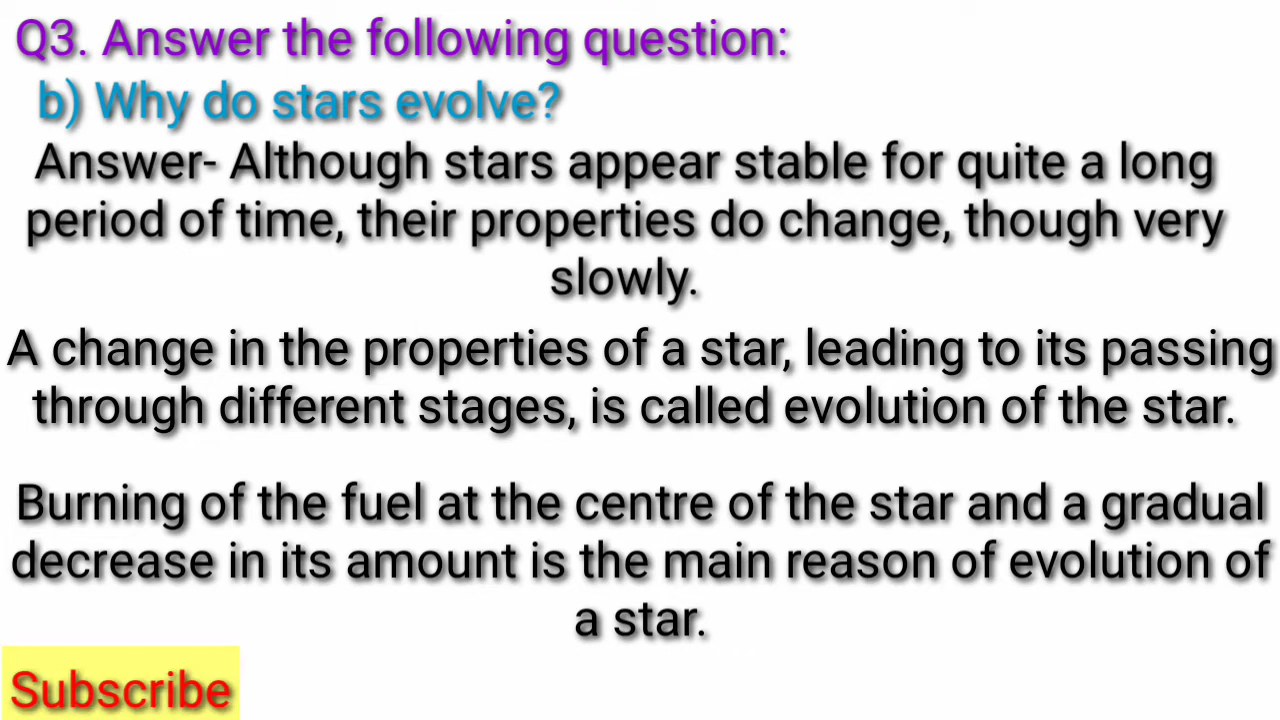 Q3. Answer the following question:
b) Why do stars evolve?
Answer- Although stars appear stable for quite a long
period of time, their properties do change, though very
slowly.
A change in the properties of a star, leading to its passing
through different stages, is called evolution of the star.
Burning of the fuel at the centre of the star and a gradual
decrease in its amount is the main reason of evolution of
a star.
Subscribe